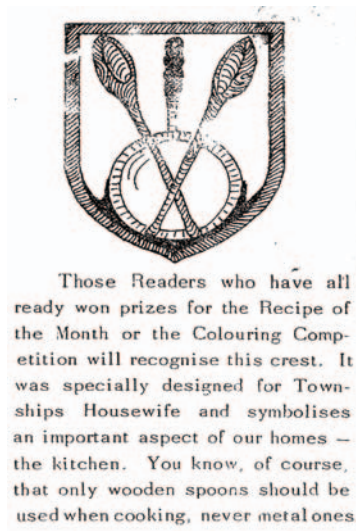 Those Readers who have all
ready won prizes for the Recipe of
the Month or the Colouring Comp-
etition will recognise this crest. It
was specially designed for Town-
ships Housewife and symbolises
an important aspect of our homes –
the kitchen. You know, of course,
that only wooden spoons should be
used when cooking, never metal ones